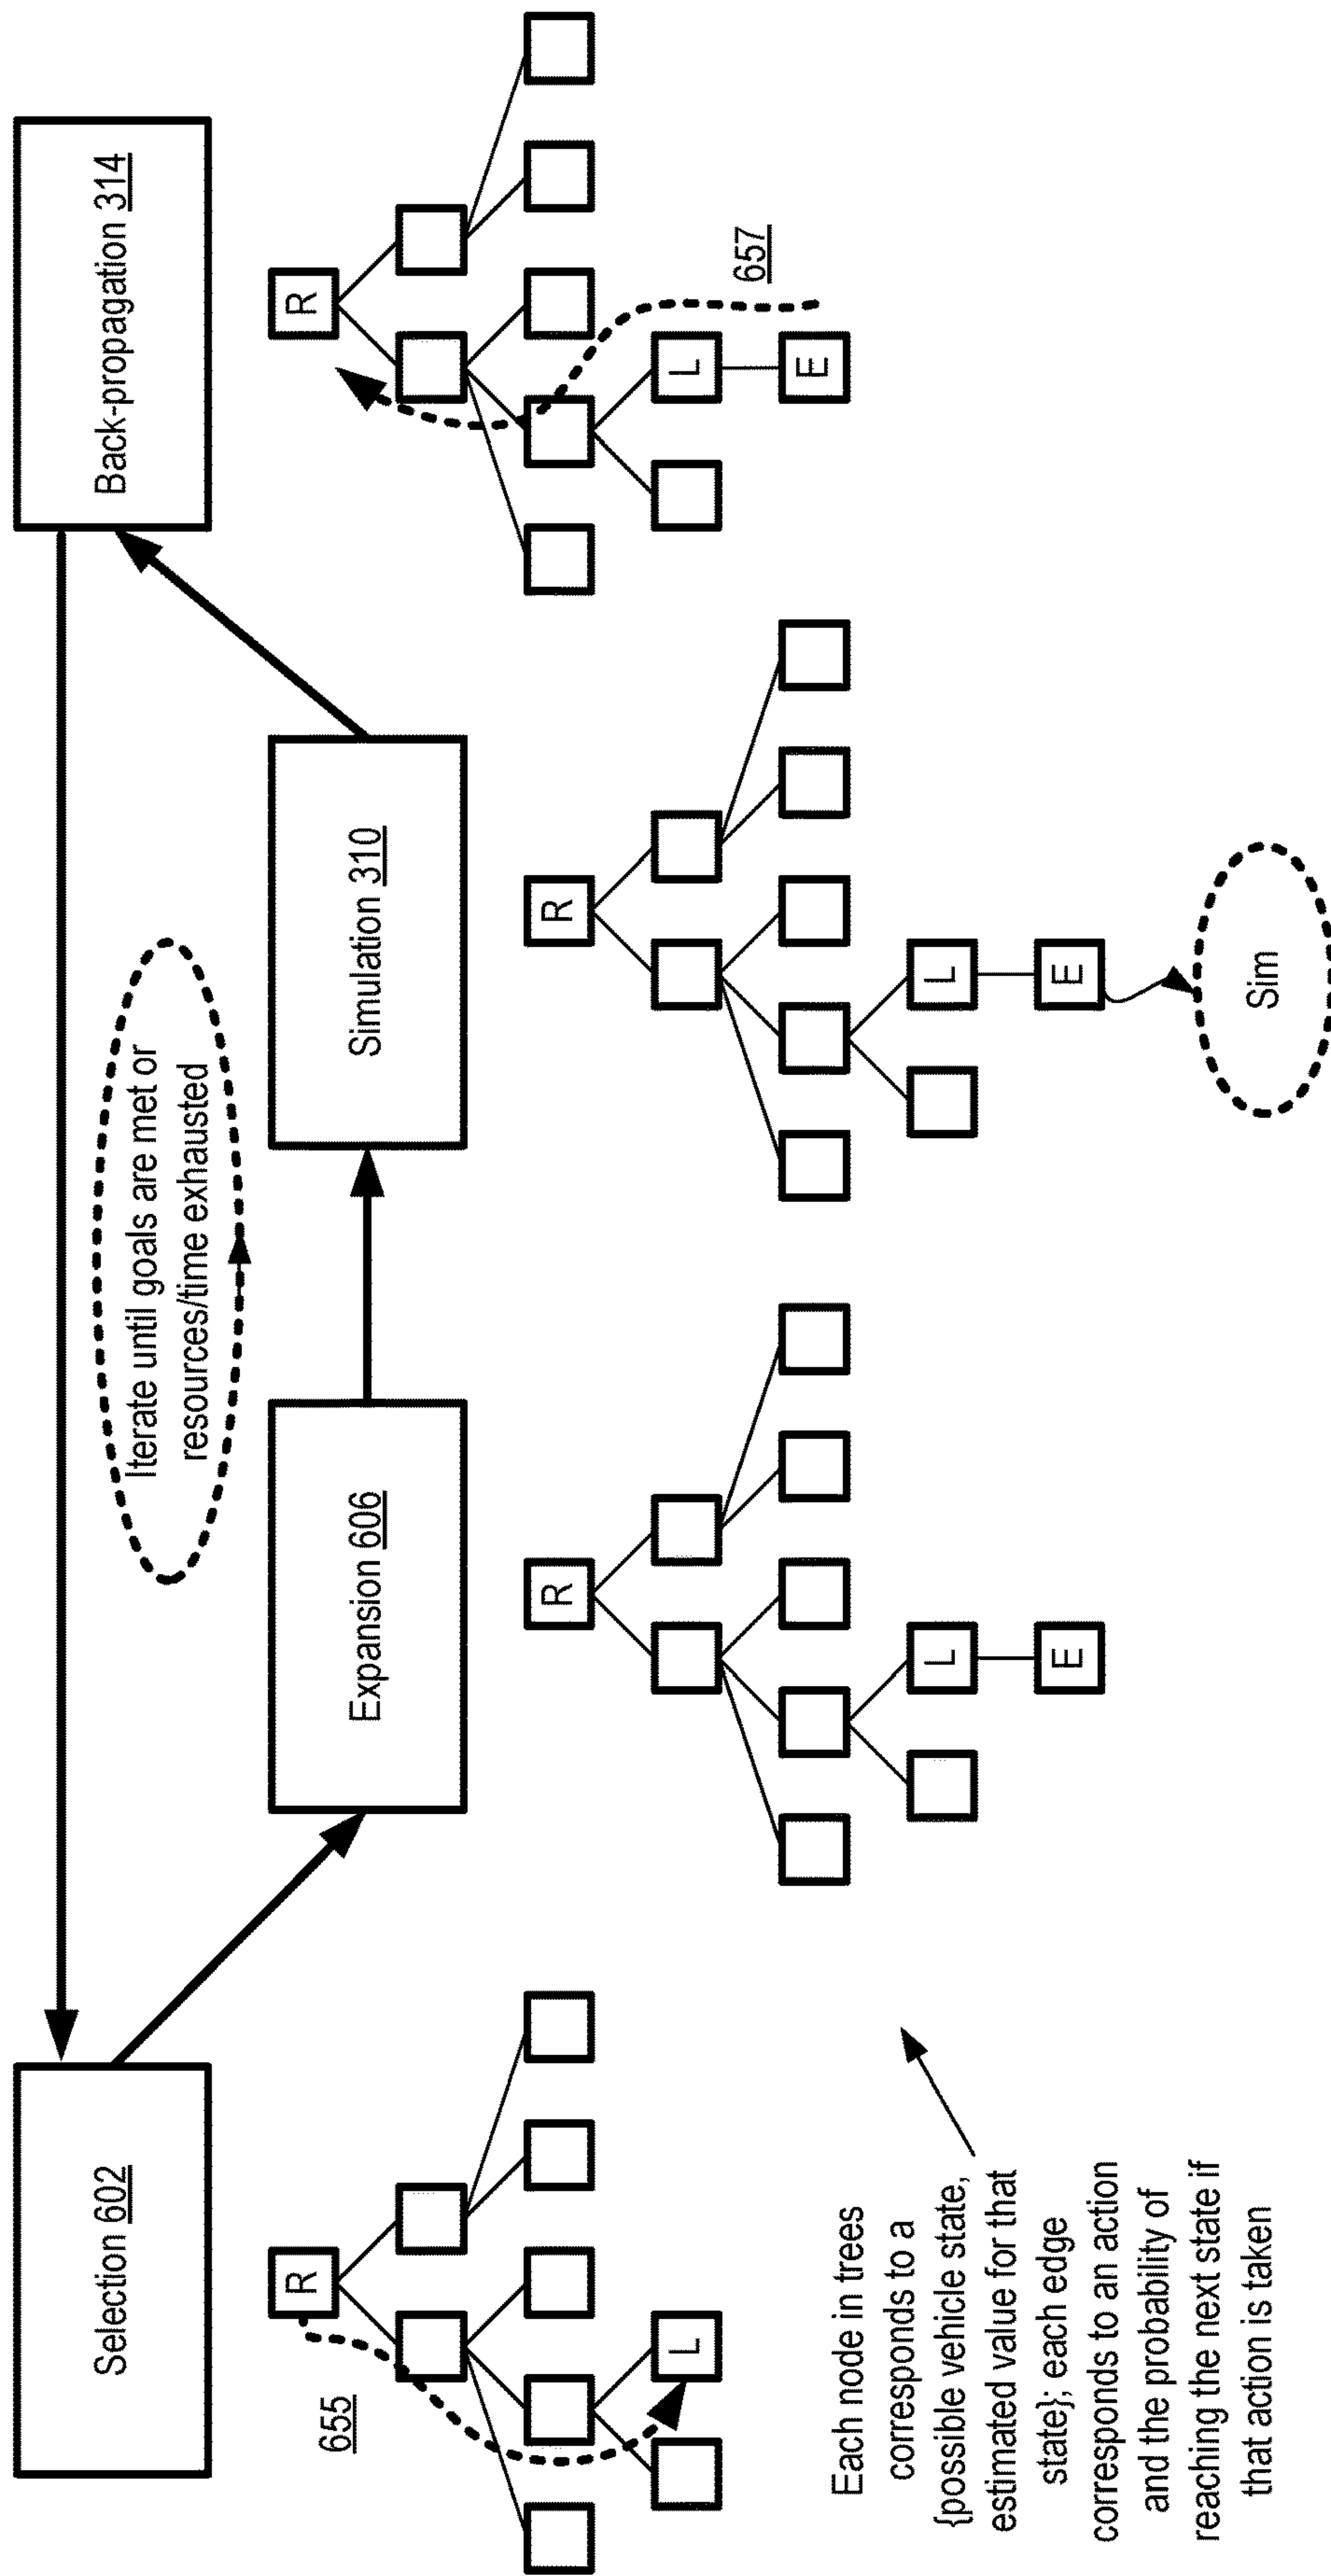 Selection 602
Back-propagation 314
Iterate until goals are met or
resources/time exhausted
Expansion 606
Simulation 310
R
655
L
R
L
E
R
L
E
Sim
R
657
L
E
Each node in trees
corresponds to a
{possible vehicle state,
estimated value for that
state}; each edge
corresponds to an action
and the probability of
reaching the next state if
that action is taken